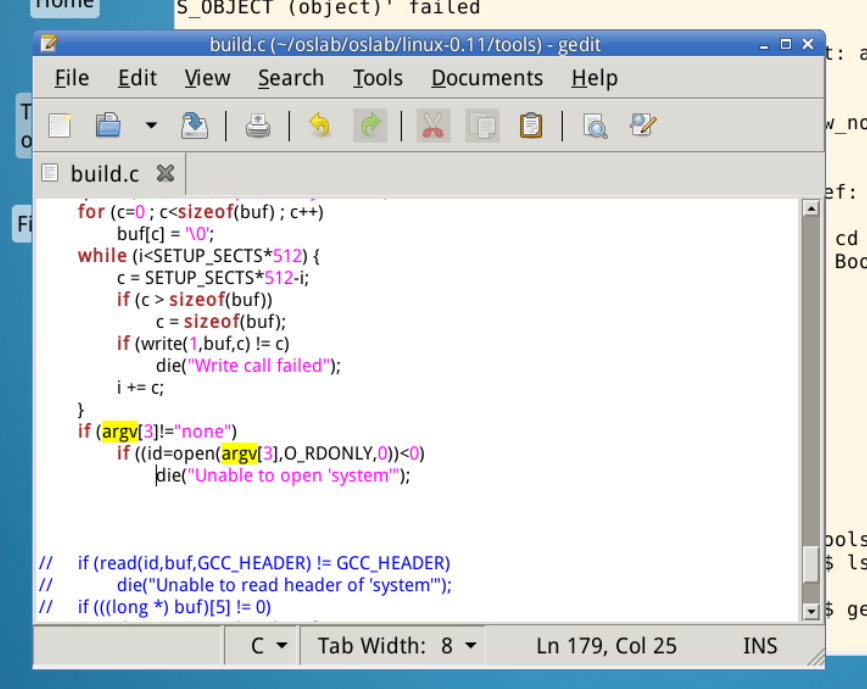 Home
S_OBJECT (object)' failed
build.c (~/oslab/oslab/linux-0.11/tools) - gedit
File Edit View Search Tools Documents Help
build.c
for (c=0 ; c<sizeof(buf) ; c++)
buf[c] = '\0';
while (i<SETUP_SECTS*512) {
c = SETUP_SECTS*512-i;
if (c > sizeof(buf))
c = sizeof(buf);
if (write(1,buf,c) != c)
die("Write call failed");
i += c;
}
if (argv[3]!="none")
if ((id=open(argv[3],O_RDONLY,0))<0)
die("Unable to open 'system'");
// if (read(id,buf,GCC_HEADER) != GCC_HEADER)
// die("Unable to read header of 'system'");
// if (((long *) buf)[5] != 0)
C Tab Width: 8 Ln 179, Col 25 INS
t: a
w_no
ef:
cd
Boo
ools
$ ls
$ ge